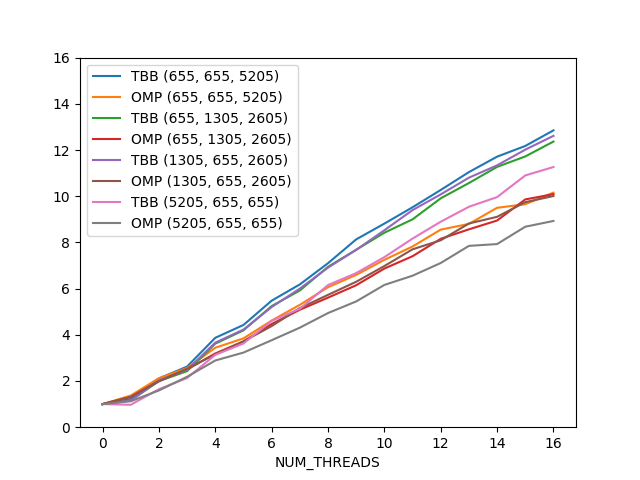 16
14
12
10
8
6
4
2
0
TBB (655, 655, 5205)
OMP (655, 655, 5205)
TBB (655, 1305, 2605)
OMP (655, 1305, 2605)
TBB (1305, 655, 2605)
OMP (1305, 655, 2605)
TBB (5205, 655, 655)
OMP (5205, 655, 655)
0 2 4 6 8 10 12 14 16
NUM_THREADS